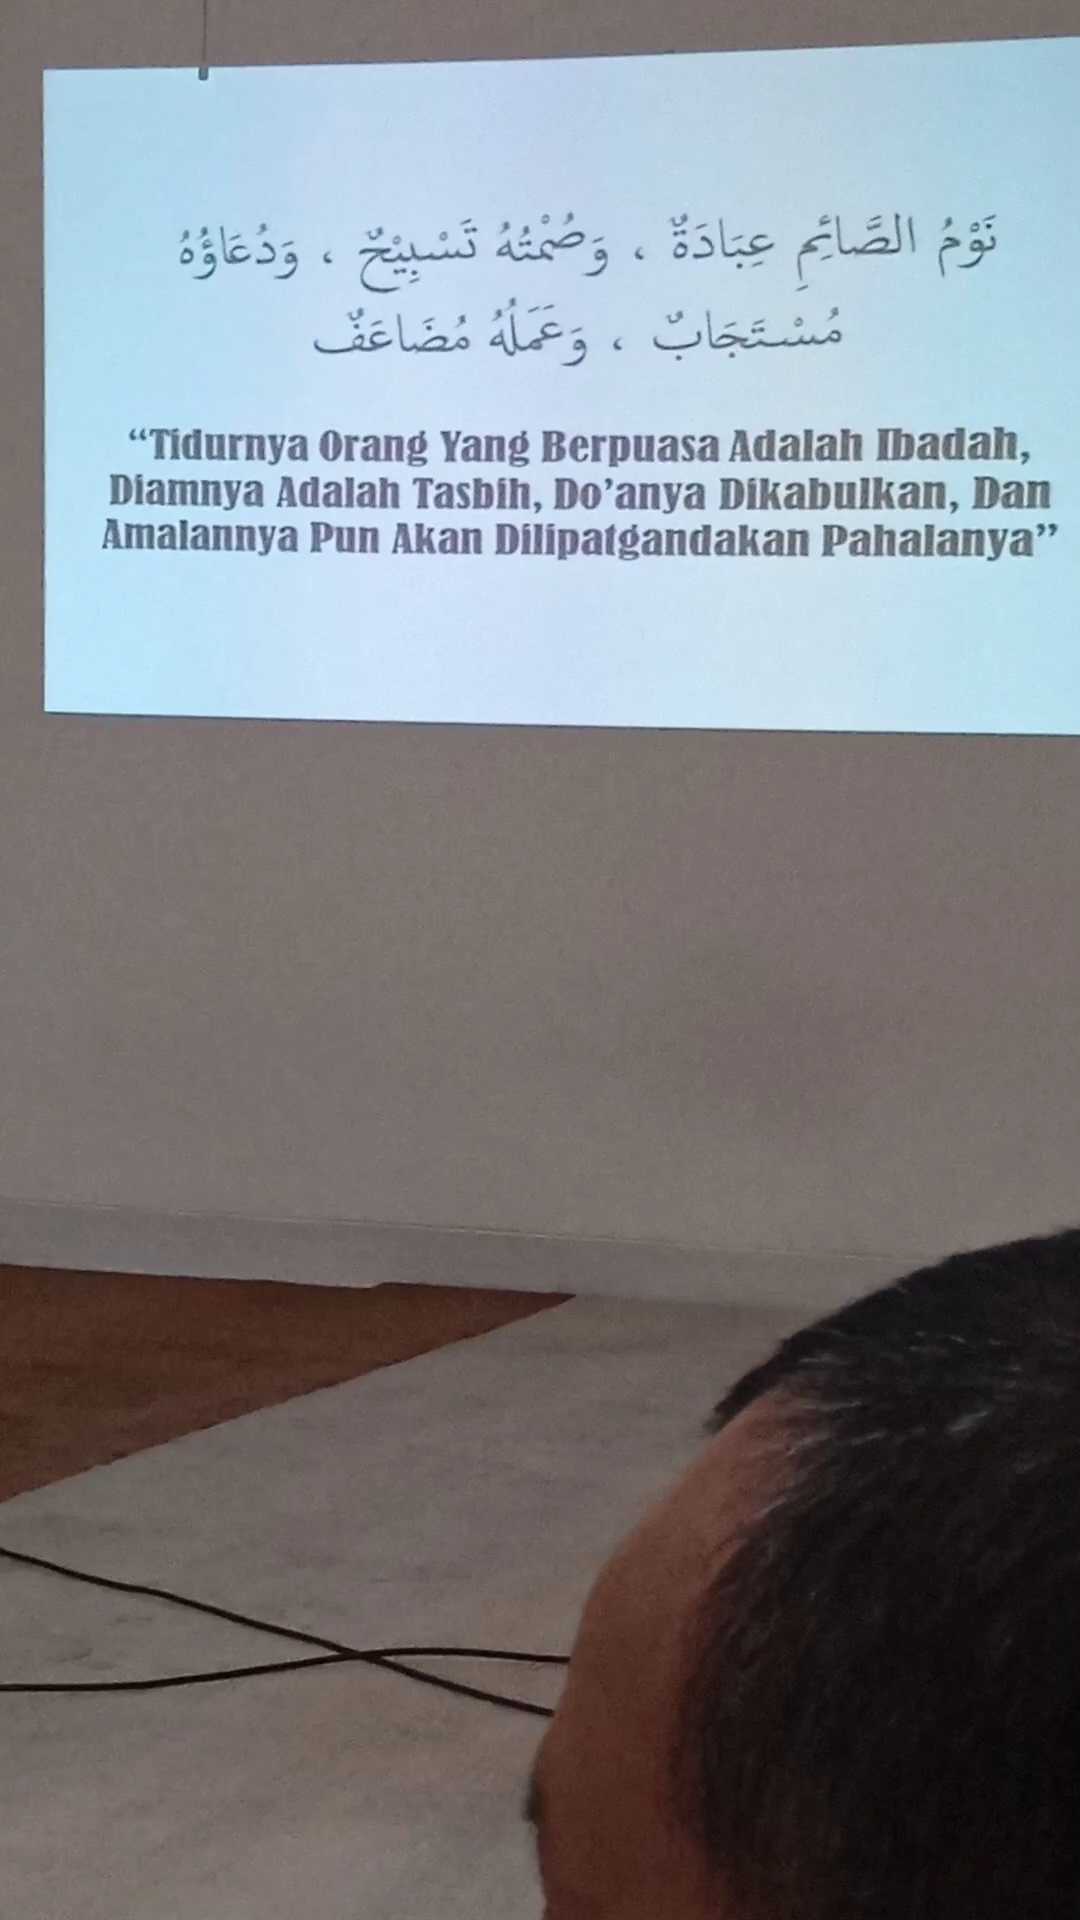 نَوْمُ الصَّائِمِ عِبَادَةٌ ، وَصُمْتُهُ تَسْبِيْحٌ ، وَدُعَاؤُهُ
مُسْتَجَابٌ ، وَعَمَلُهُ مُضَاعَفٌ
“Tidurnya Orang Yang Berpuasa Adalah Ibadah,
Diamnya Adalah Tasbih, Do’anya Dikabulkan, Dan
Amalannya Pun Akan Dilipatgandakan Pahalanya”